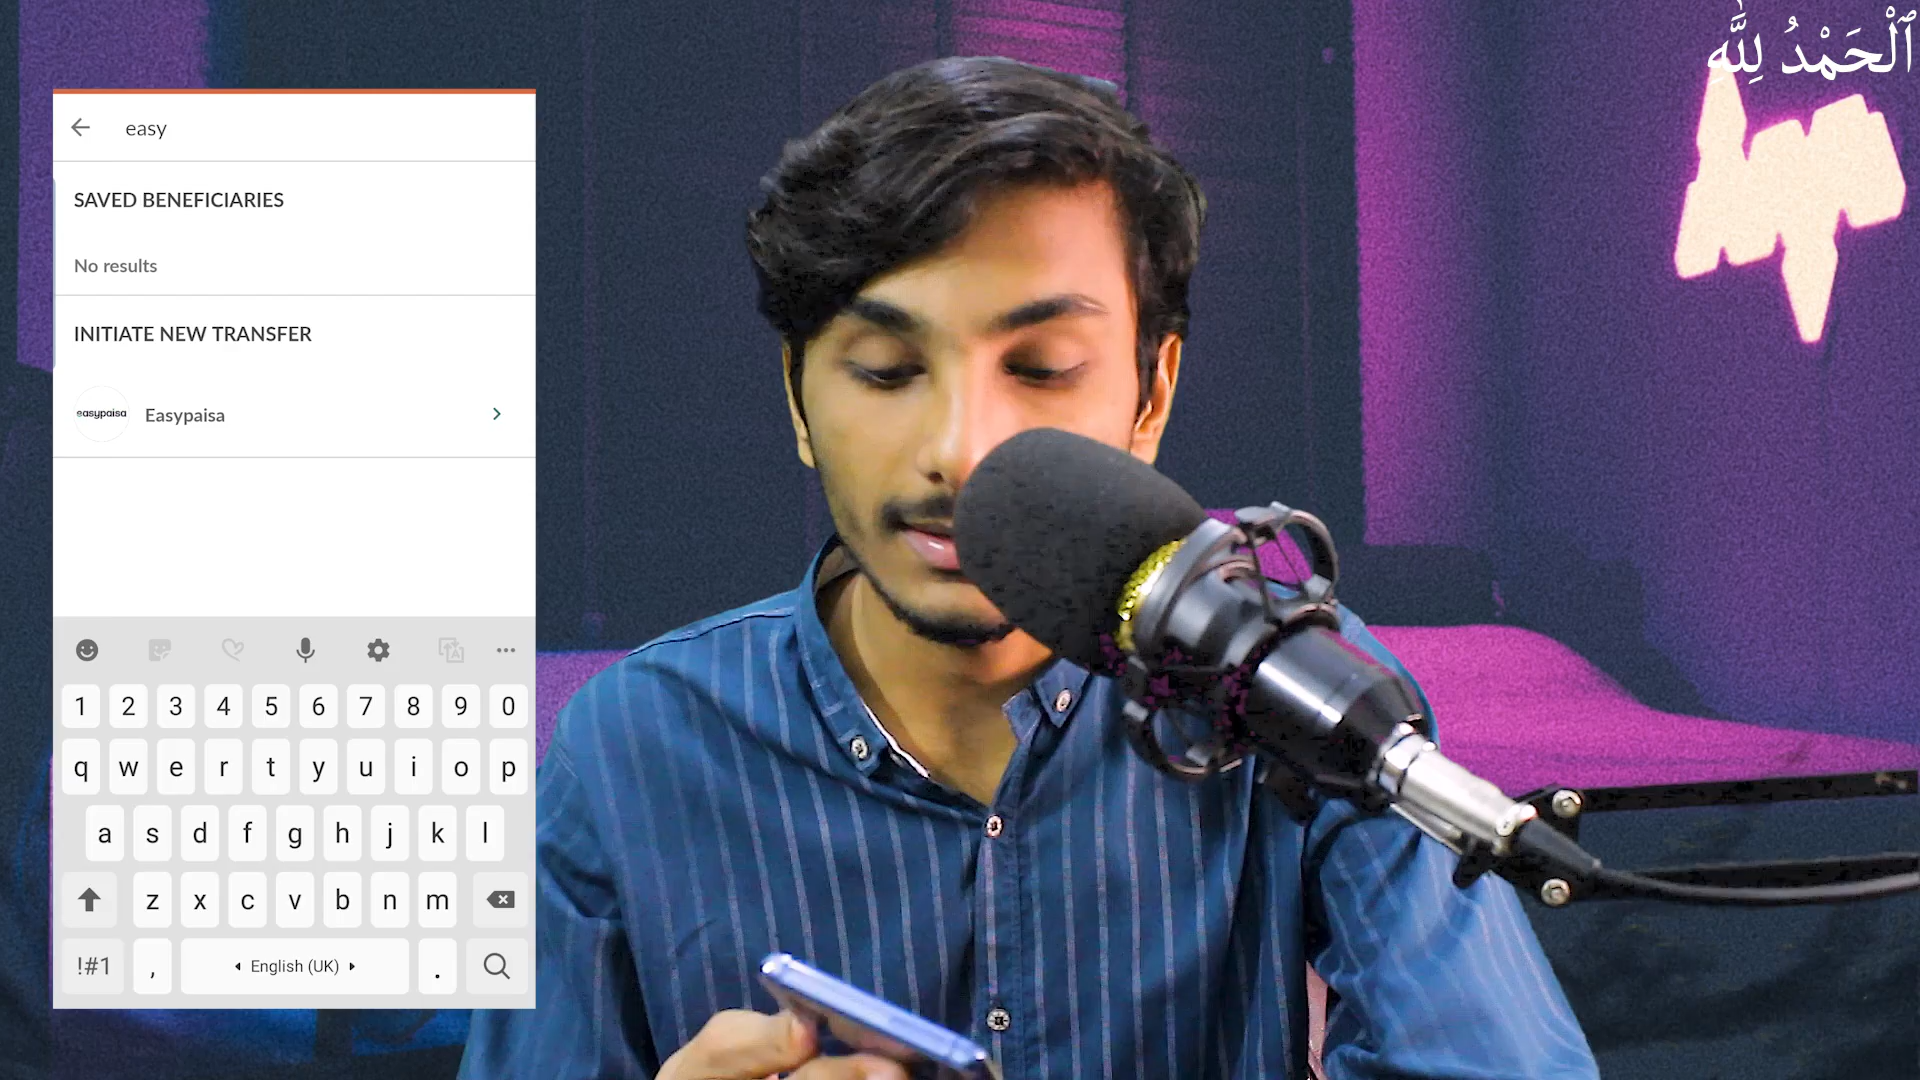 ٱلْحَمْدُ لِلَّٰهِ
easy
SAVED BENEFICIARIES
No results
INITIATE NEW TRANSFER
easypaisa
Easypaisa
1 2 3 4 5 6 7 8 9 0
q w e r t y u i o p
a s d f g h j k l
z x c v b n m
!#1 , English (UK) .